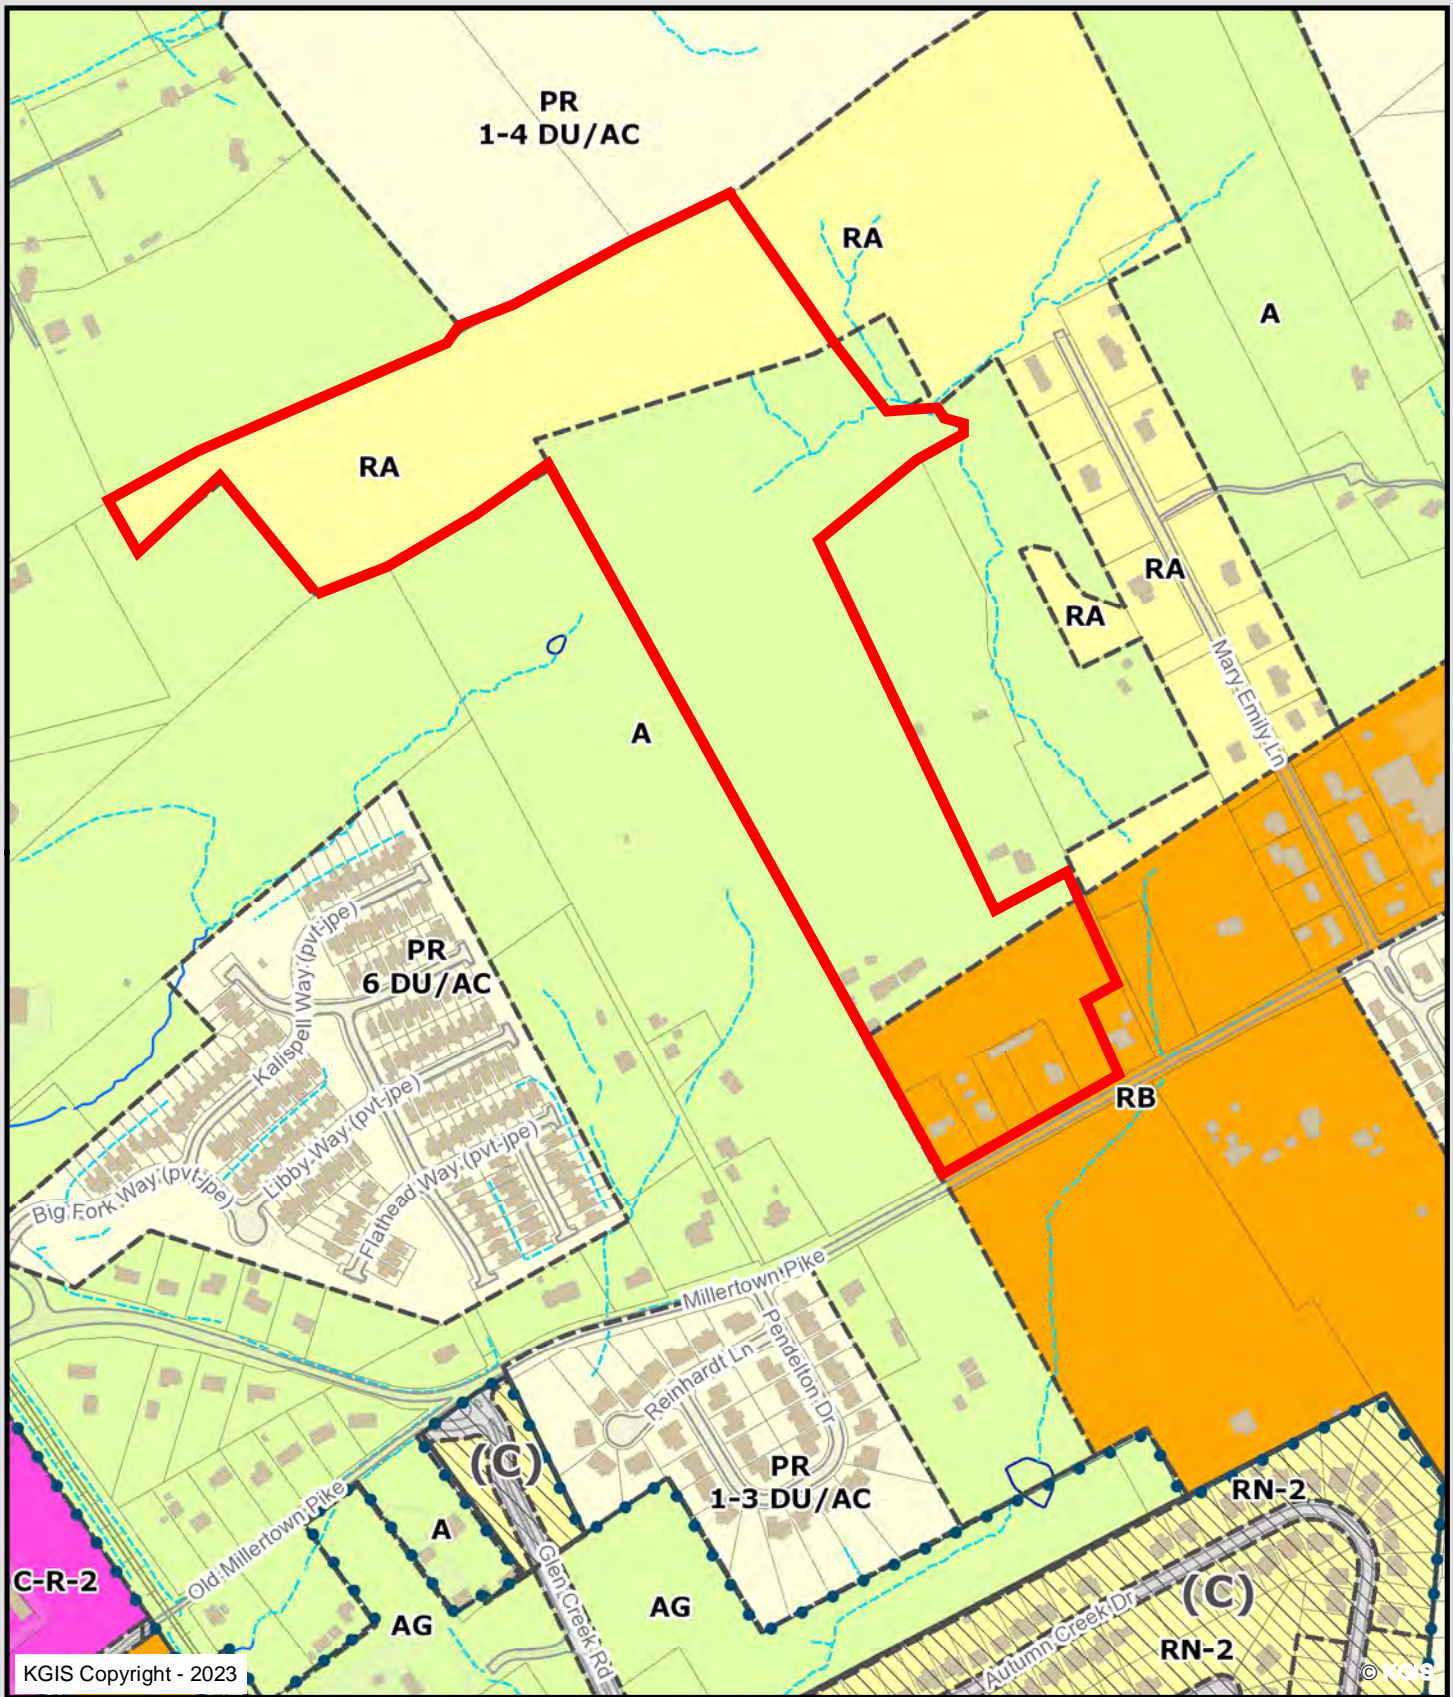 PR
1-4 DU/AC
RA
A
RA
RA
RA
Mary Emily Ln
A
PR
6 DU/AC
Kalispell Way (pvt-jpe)
Libby Way (pvt-jpe)
RB
Big Fork Way (pvt-jpe)
Flathead Way (pvt-jpe)
Millertown Pike
Pendelton Dr
Reinhardt Ln
(C)
PR
1-3 DU/AC
RN-2
Old Millertown Pike
A
C-R-2
Glen Creek Rd
AG
AG
(C)
Autumn Creek Dr
RN-2
KGIS Copyright - 2023
© KGIS